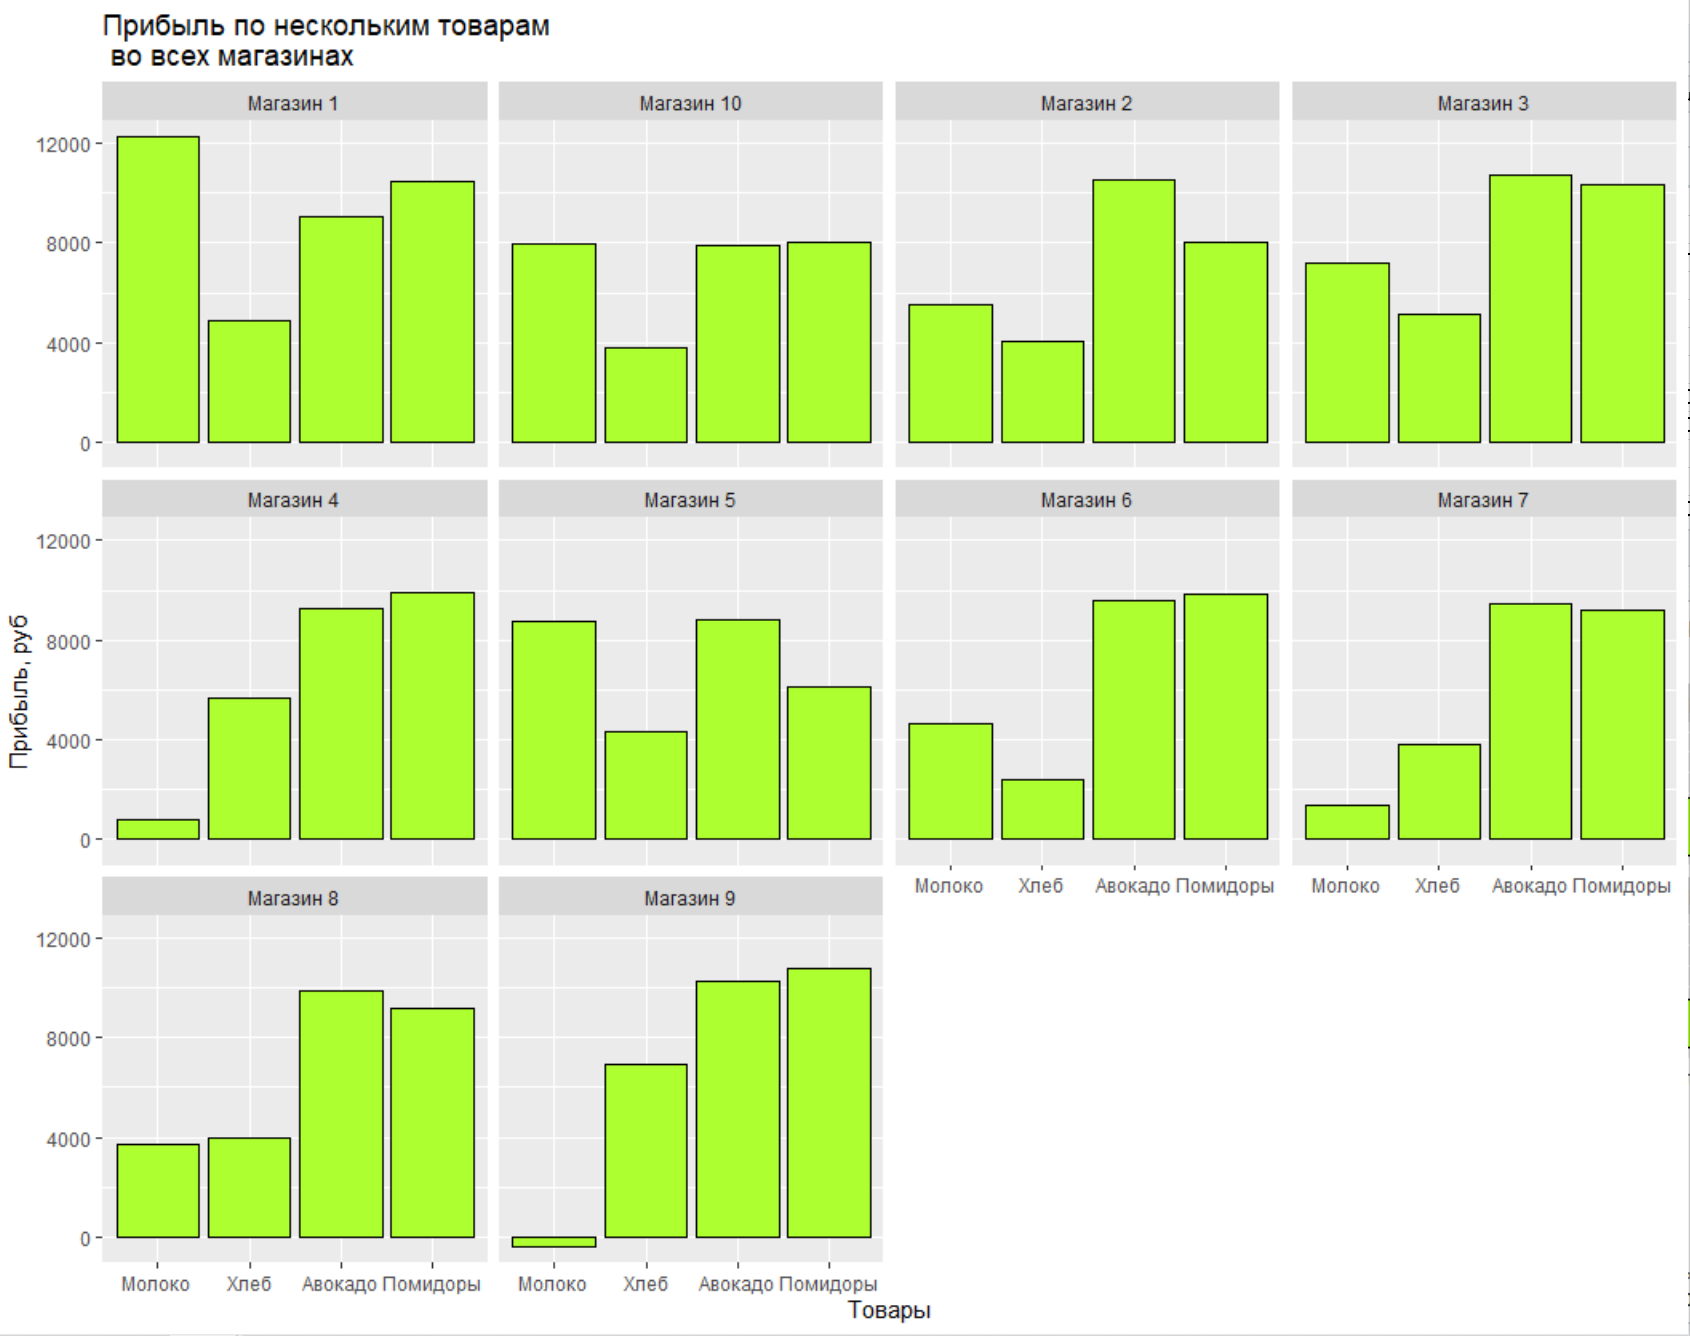 Прибыль по нескольким товарам
во всех магазинах
Магазин 1
Магазин 10
Магазин 2
Магазин 3
12000
8000
4000
0
Магазин 4
Магазин 5
Магазин 6
Магазин 7
12000
8000
4000
0
Прибыль, руб
Молоко Хлеб Авокадо Помидоры
Молоко Хлеб Авокадо Помидоры
Магазин 8
Магазин 9
12000
8000
4000
0
Молоко Хлеб Авокадо Помидоры
Молоко Хлеб Авокадо Помидоры
Товары